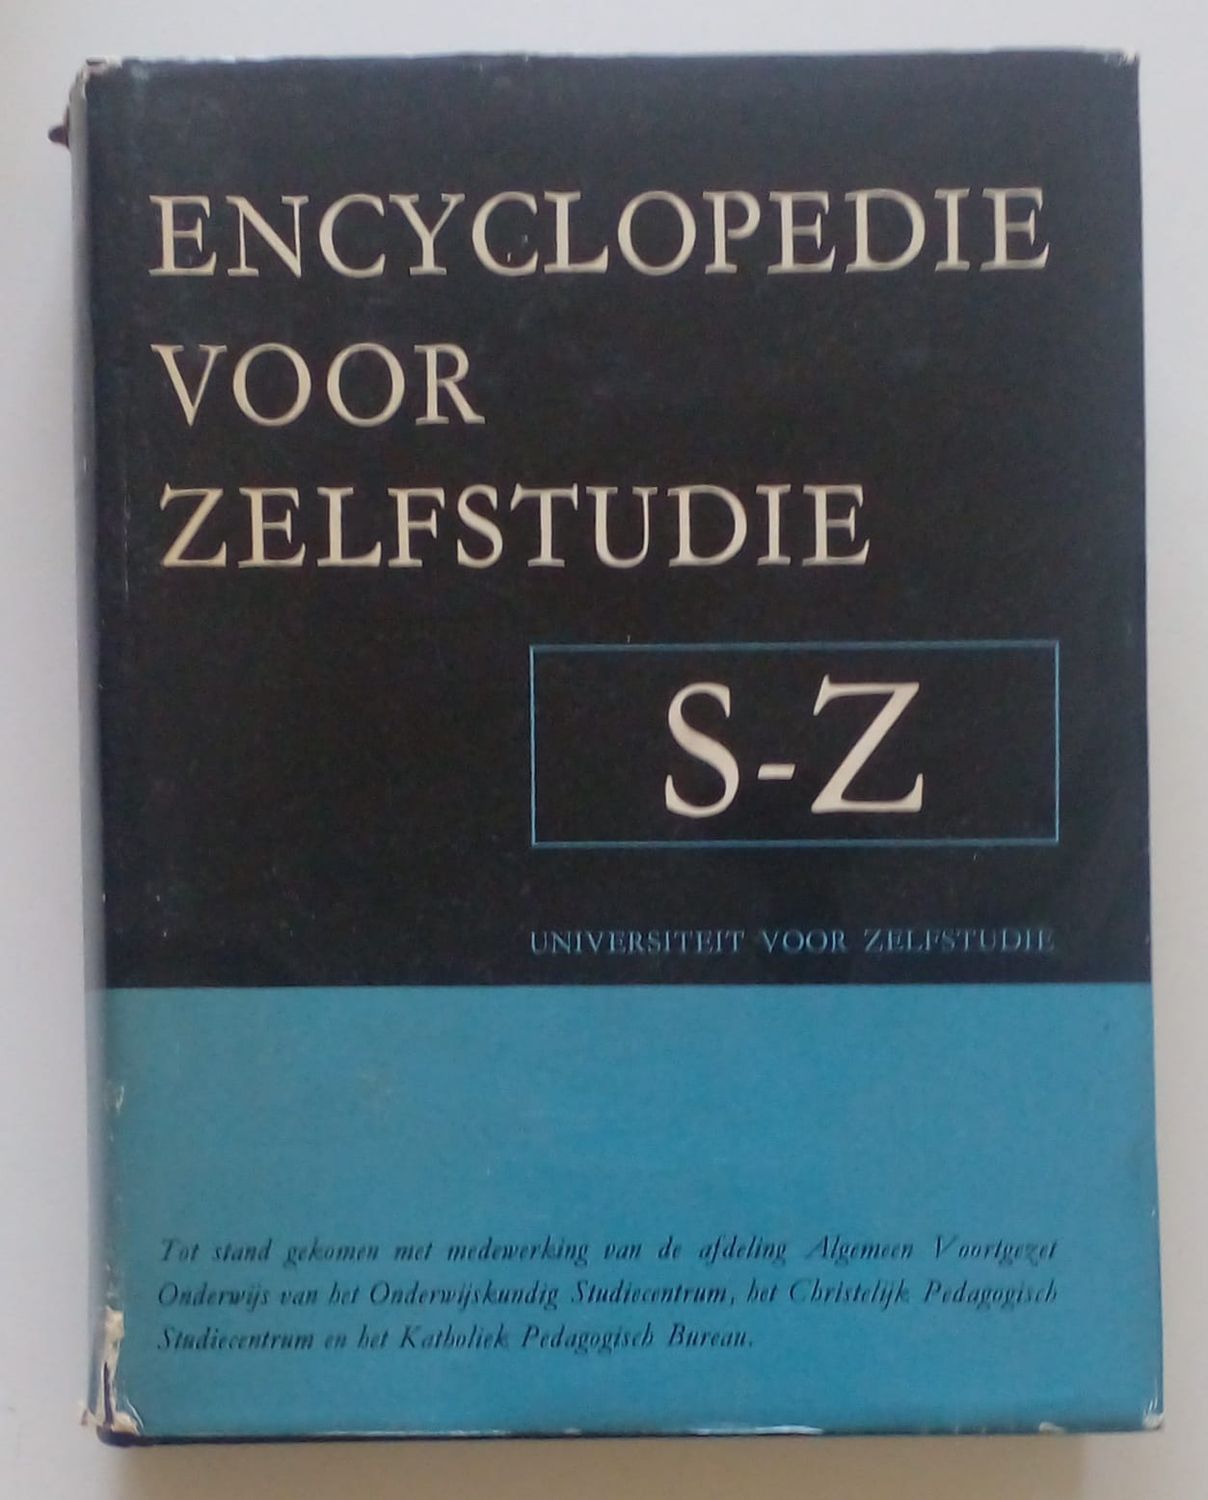 ENCYCLOPEDIE
VOOR
ZELFSTUDIE
S-Z
UNIVERSITEIT VOOR ZELFSTUDIE
Tot stand gekomen met medewerking van de afdeling Algemeen Voortgezet
Onderwijs van het Onderwijskundig Studiecentrum, het Christelijk Pedagogisch
Studiecentrum en het Katholiek Pedagogisch Bureau.